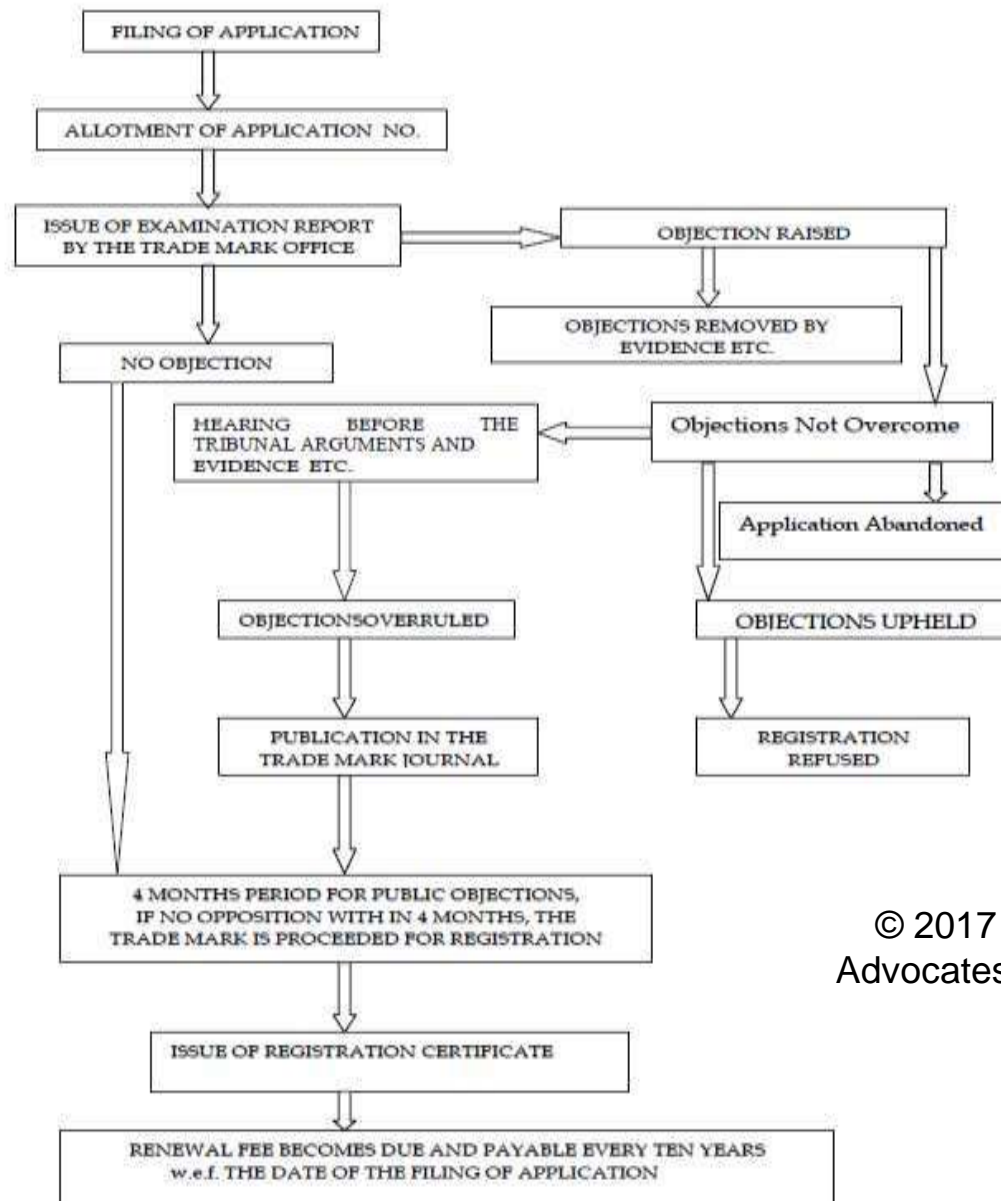 FILING OF APPLICATION
ALLOTMENT OF APPLICATION NO.
ISSUE OF EXAMINATION REPORT
BY THE TRADE MARK OFFICE
OBJECTION RAISED
OBJECTIONS REMOVED BY
EVIDENCE ETC.
NO OBJECTION
HEARING BEFORE THE
TRIBUNAL ARGUMENTS AND
EVIDENCE ETC.
Objections Not Overcome
Application Abandoned
OBJECTIONSOVERRULED
OBJECTIONS UPHELD
PUBLICATION IN THE
TRADE MARK JOURNAL
REGISTRATION
REFUSED
4 MONTHS PERIOD FOR PUBLIC OBJECTIONS,
IF NO OPPOSITION WITH IN 4 MONTHS, THE
TRADE MARK IS PROCEEDED FOR REGISTRATION
© 2017
Advocates
ISSUE OF REGISTRATION CERTIFICATE
RENEWAL FEE BECOMES DUE AND PAYABLE EVERY TEN YEARS
w.e.f. THE DATE OF THE FILING OF APPLICATION